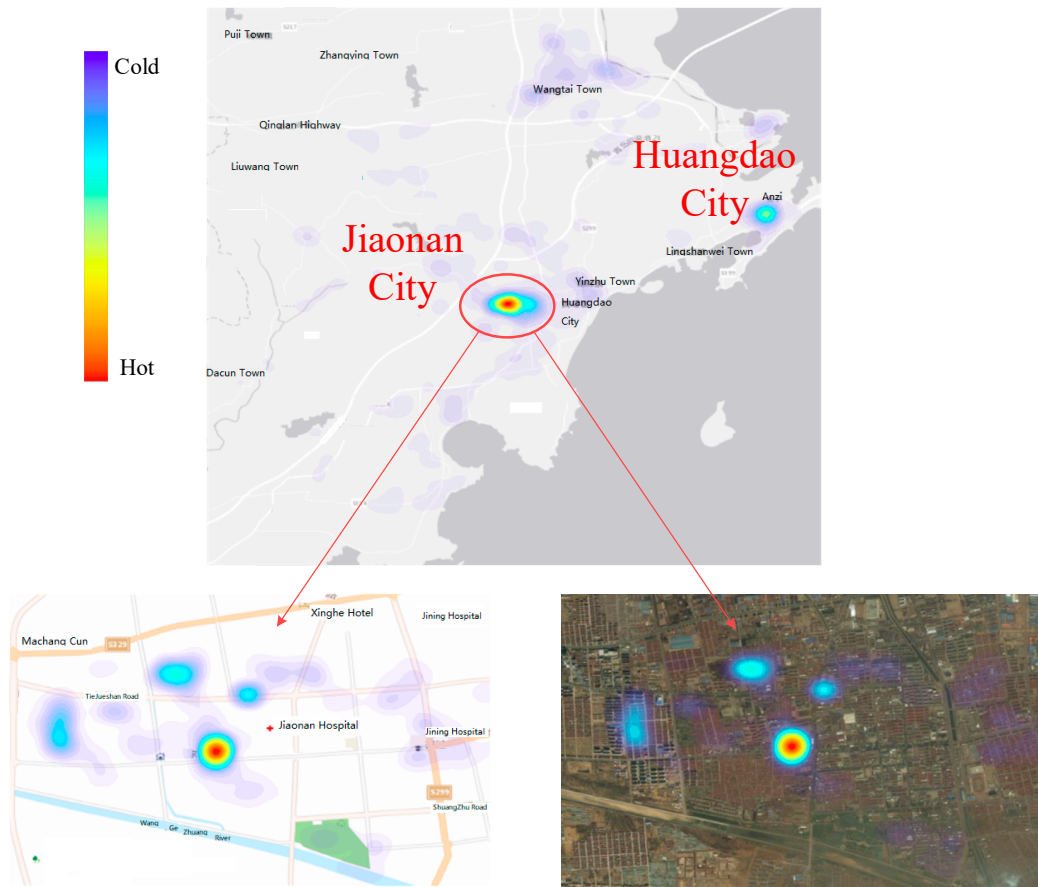 Cold
Hot
S217
Puji Town
Zhangying Town
Wangtai Town
Qinglan Highway
Liuwang Town
Huangdao
City
Anzi
Jiaonan
City
S299
Lingshanwei Town
Yinzhu Town
Huangdao
City
Dacun Town
Xinghe Hotel
Jining Hospital
Machang Cun
S329
TieJueshan Road
Jiaonan Hospital
Jining Hospital
S299
ShuangZhu Road
Wang Ge Zhuang River